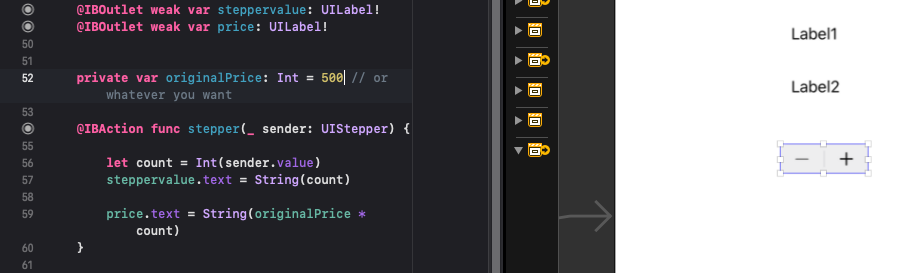 @IBOutlet weak var steppervalue: UILabel!
@IBOutlet weak var price: UILabel!
50
51
52 private var originalPrice: Int = 500 // or
whatever you want
53
@IBAction func stepper(_ sender: UIStepper) {
55
56 let count = Int(sender.value)
57 steppervalue.text = String(count)
58
59 price.text = String(originalPrice *
count)
60 }
61
Label1
Label2